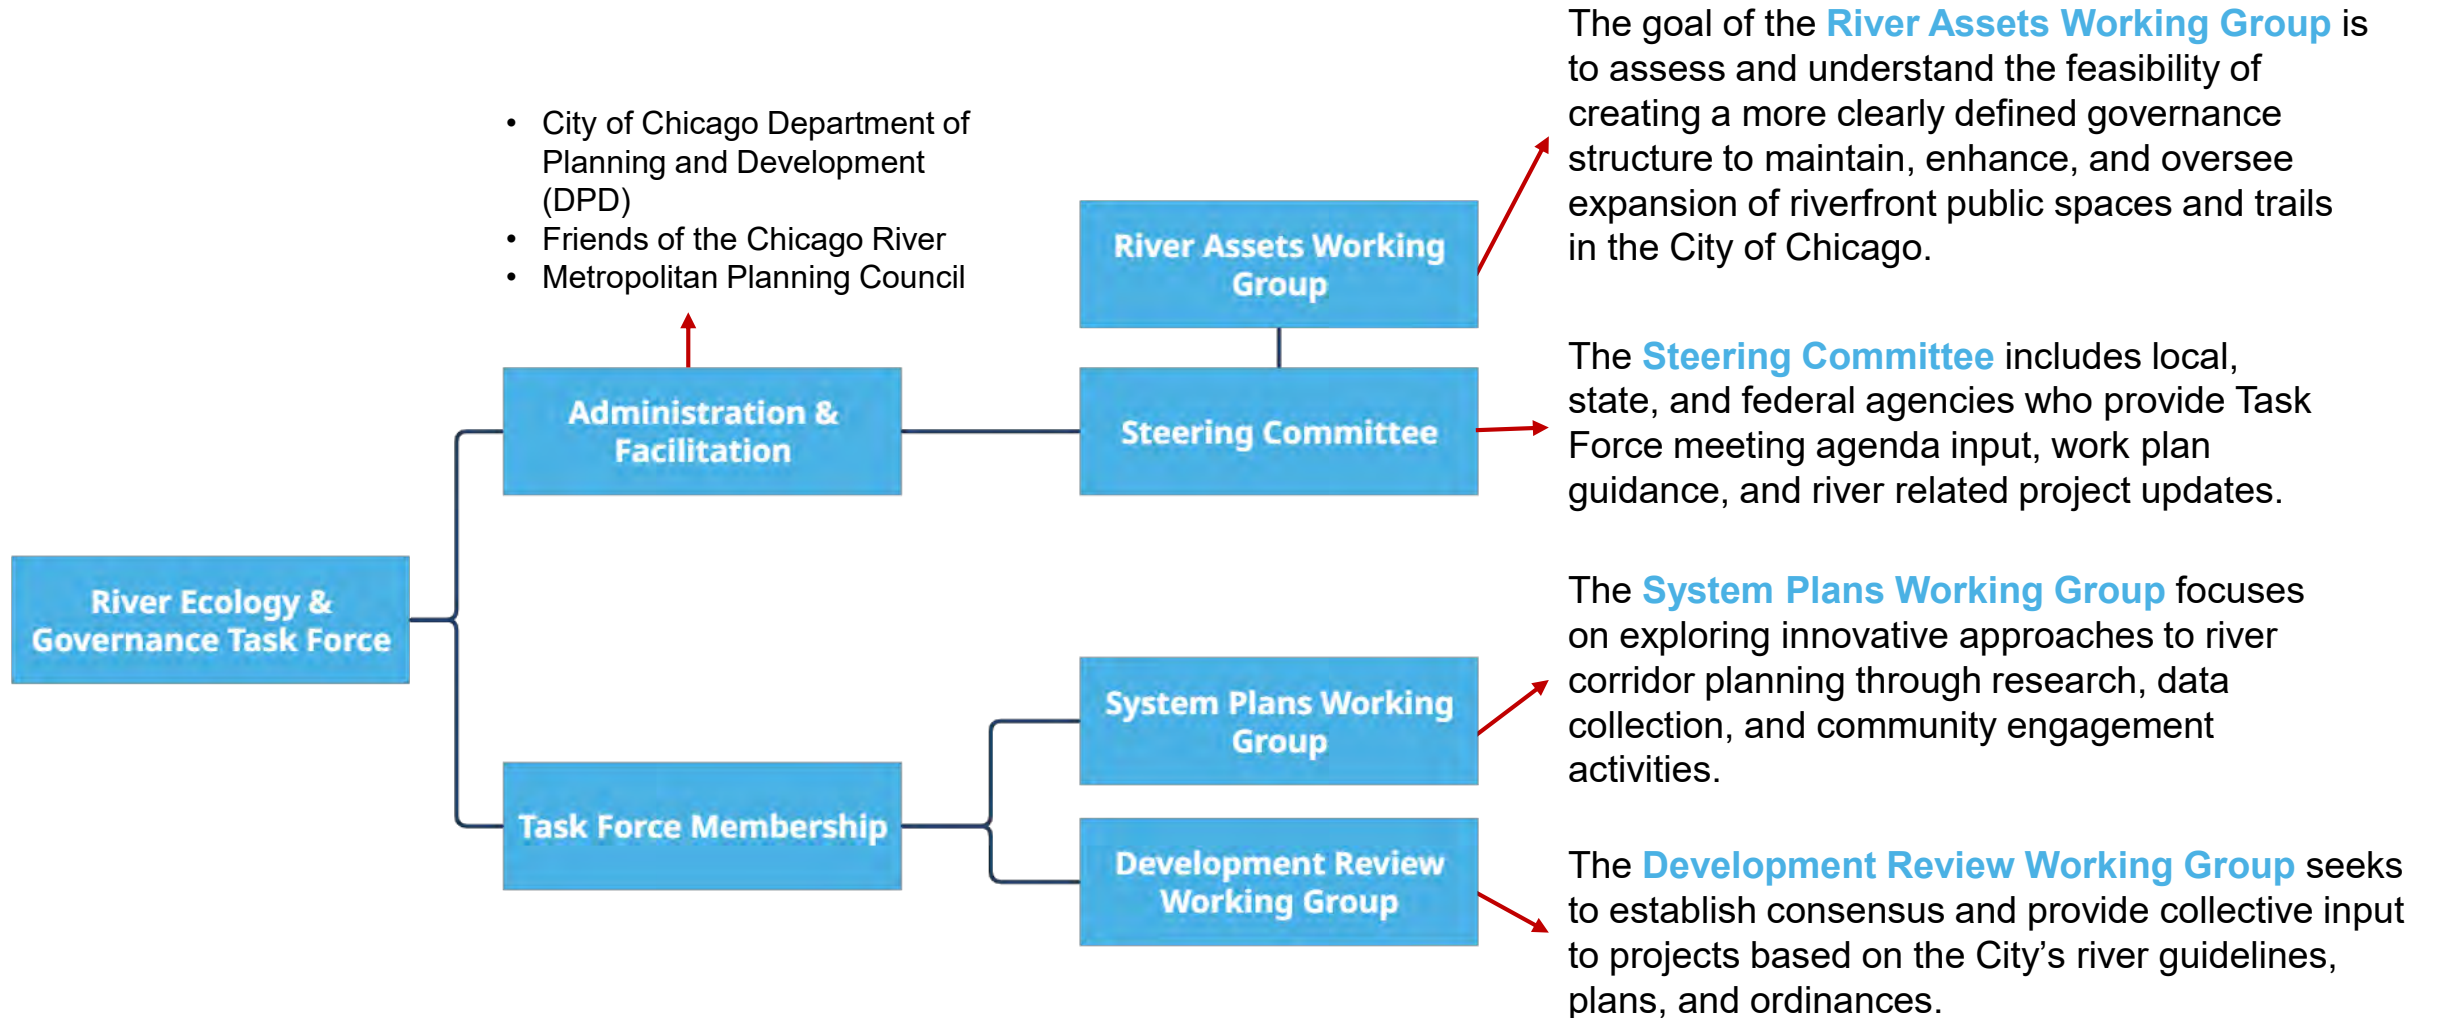 The goal of the River Assets Working Group is
to assess and understand the feasibility of
creating a more clearly defined governance
structure to maintain, enhance, and oversee
expansion of riverfront public spaces and trails
in the City of Chicago.
• City of Chicago Department of
Planning and Development
(DPD)
• Friends of the Chicago River
• Metropolitan Planning Council
River Assets Working
Group
Administration &
Facilitation
Steering Committee
The Steering Committee includes local,
state, and federal agencies who provide Task
Force meeting agenda input, work plan
guidance, and river related project updates.
River Ecology &
Governance Task Force
System Plans Working
Group
The System Plans Working Group focuses
on exploring innovative approaches to river
corridor planning through research, data
collection, and community engagement
activities.
Task Force Membership
Development Review
Working Group
The Development Review Working Group seeks
to establish consensus and provide collective input
to projects based on the City’s river guidelines,
plans, and ordinances.